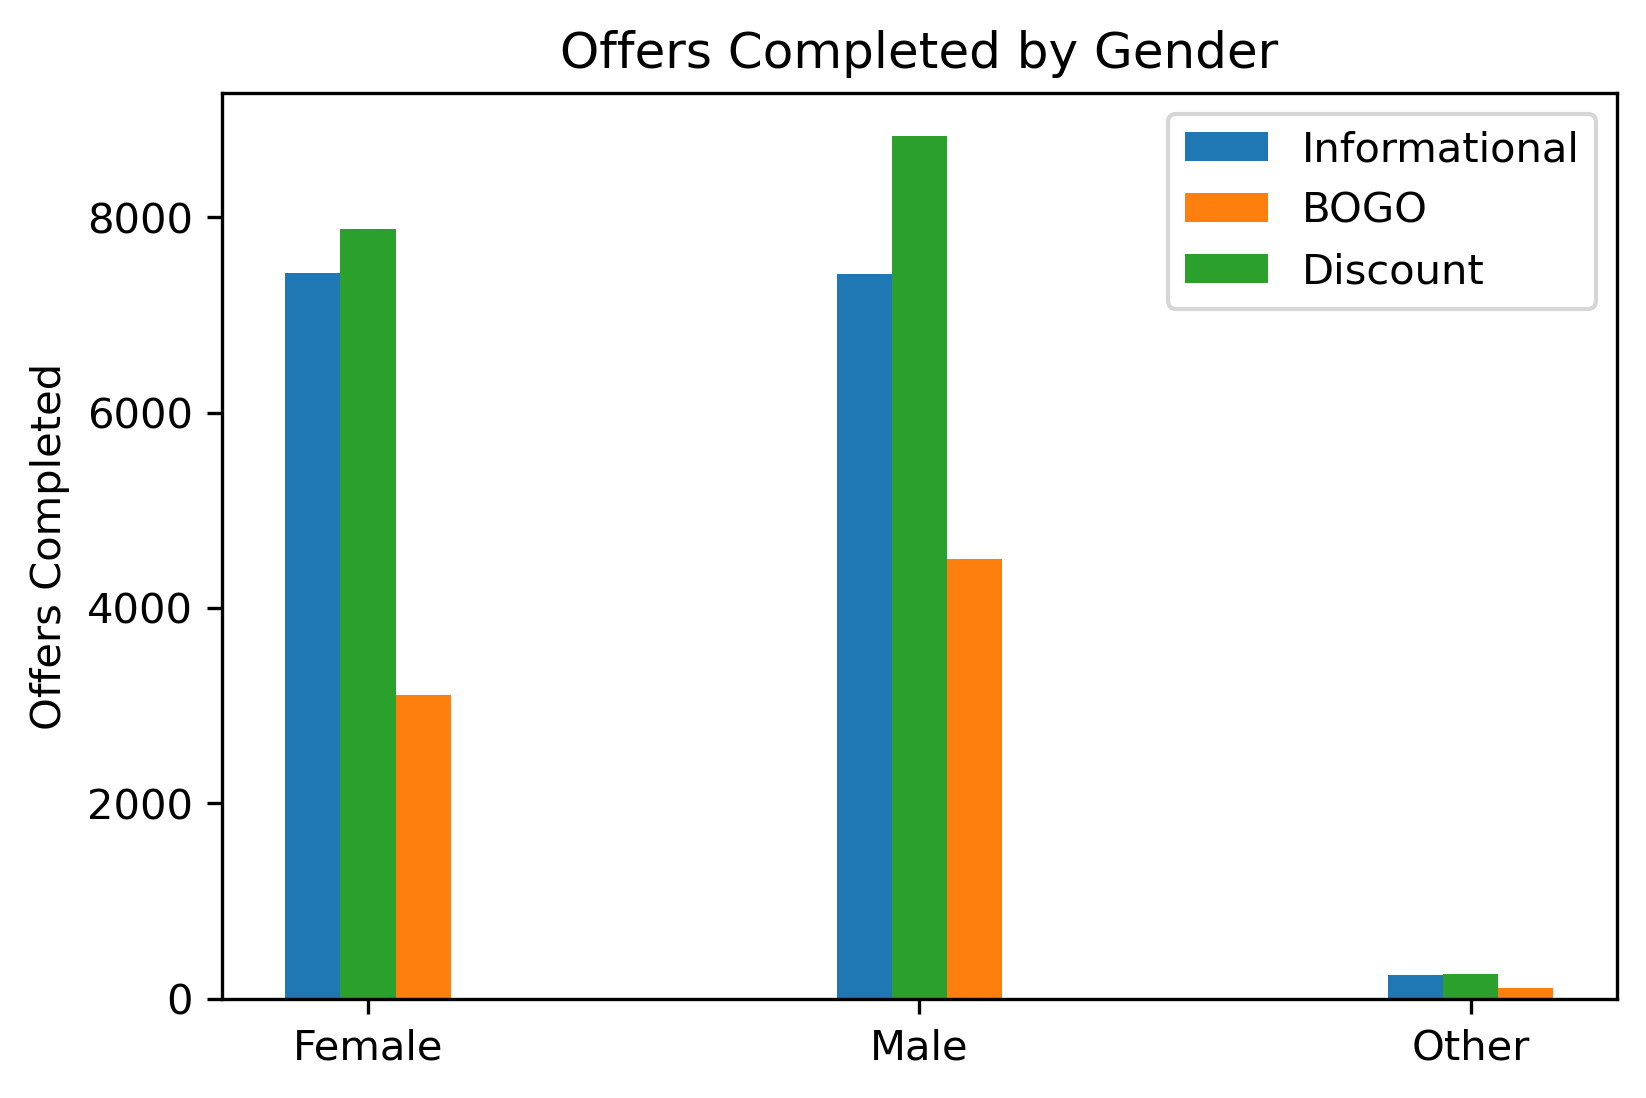 Offers Completed by Gender
Informational
BOGO
Discount
Offers Completed
8000
6000
4000
2000
0
Female
Male
Other